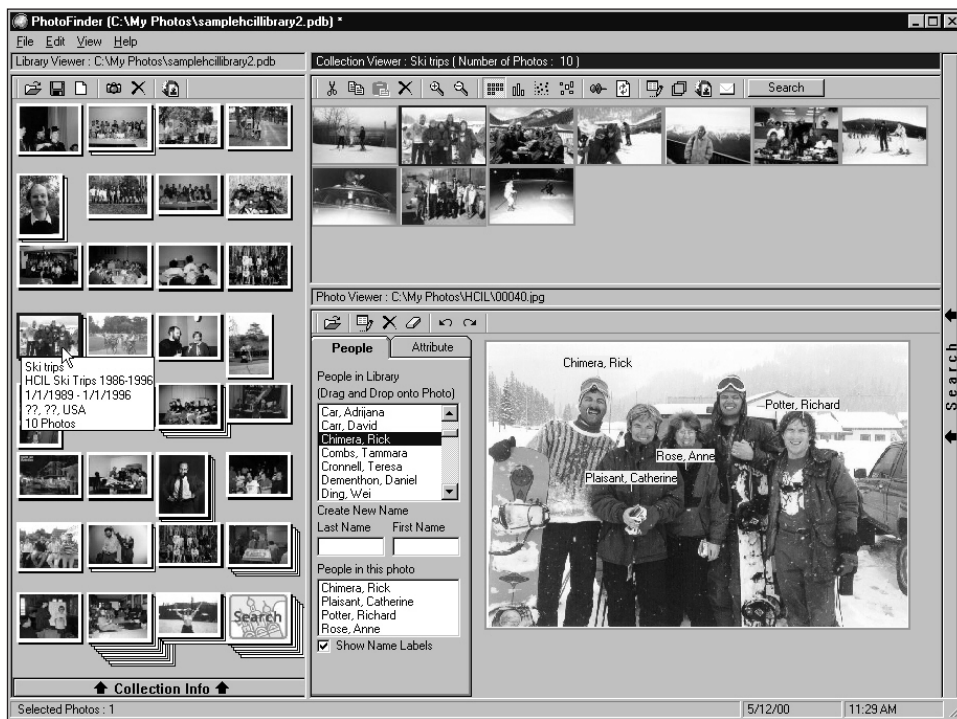 PhotoFinder (C:\My Photos\samplehcillibrary2.pdb) *
File Edit View Help
Library Viewer : C:\My Photos\samplehcillibrary2.pdb
Collection Viewer : Ski trips ( Number of Photos : 10 )
Search
Ski trips
HCIL Ski Trips 1986-1996
1/1/1989 - 1/1/1996
??, ??, USA
10 Photos
Search
Collection Info
Photo Viewer : C:\My Photos\HCIL\00040.jpg
People Attribute
People in Library
(Drag and Drop onto Photo)
Car, Adrijana
Carr, David
Chimera, Rick
Combs, Tammara
Cronnell, Teresa
Dementhon, Daniel
Ding, Wei
Create New Name
Last Name First Name
People in this photo
Chimera, Rick
Plaisant, Catherine
Potter, Richard
Rose, Anne
Show Name Labels
Chimera, Rick
Potter, Richard
Rose, Anne
Plaisant, Catherine
Search
Selected Photos : 1
5/12/00
11:29 AM